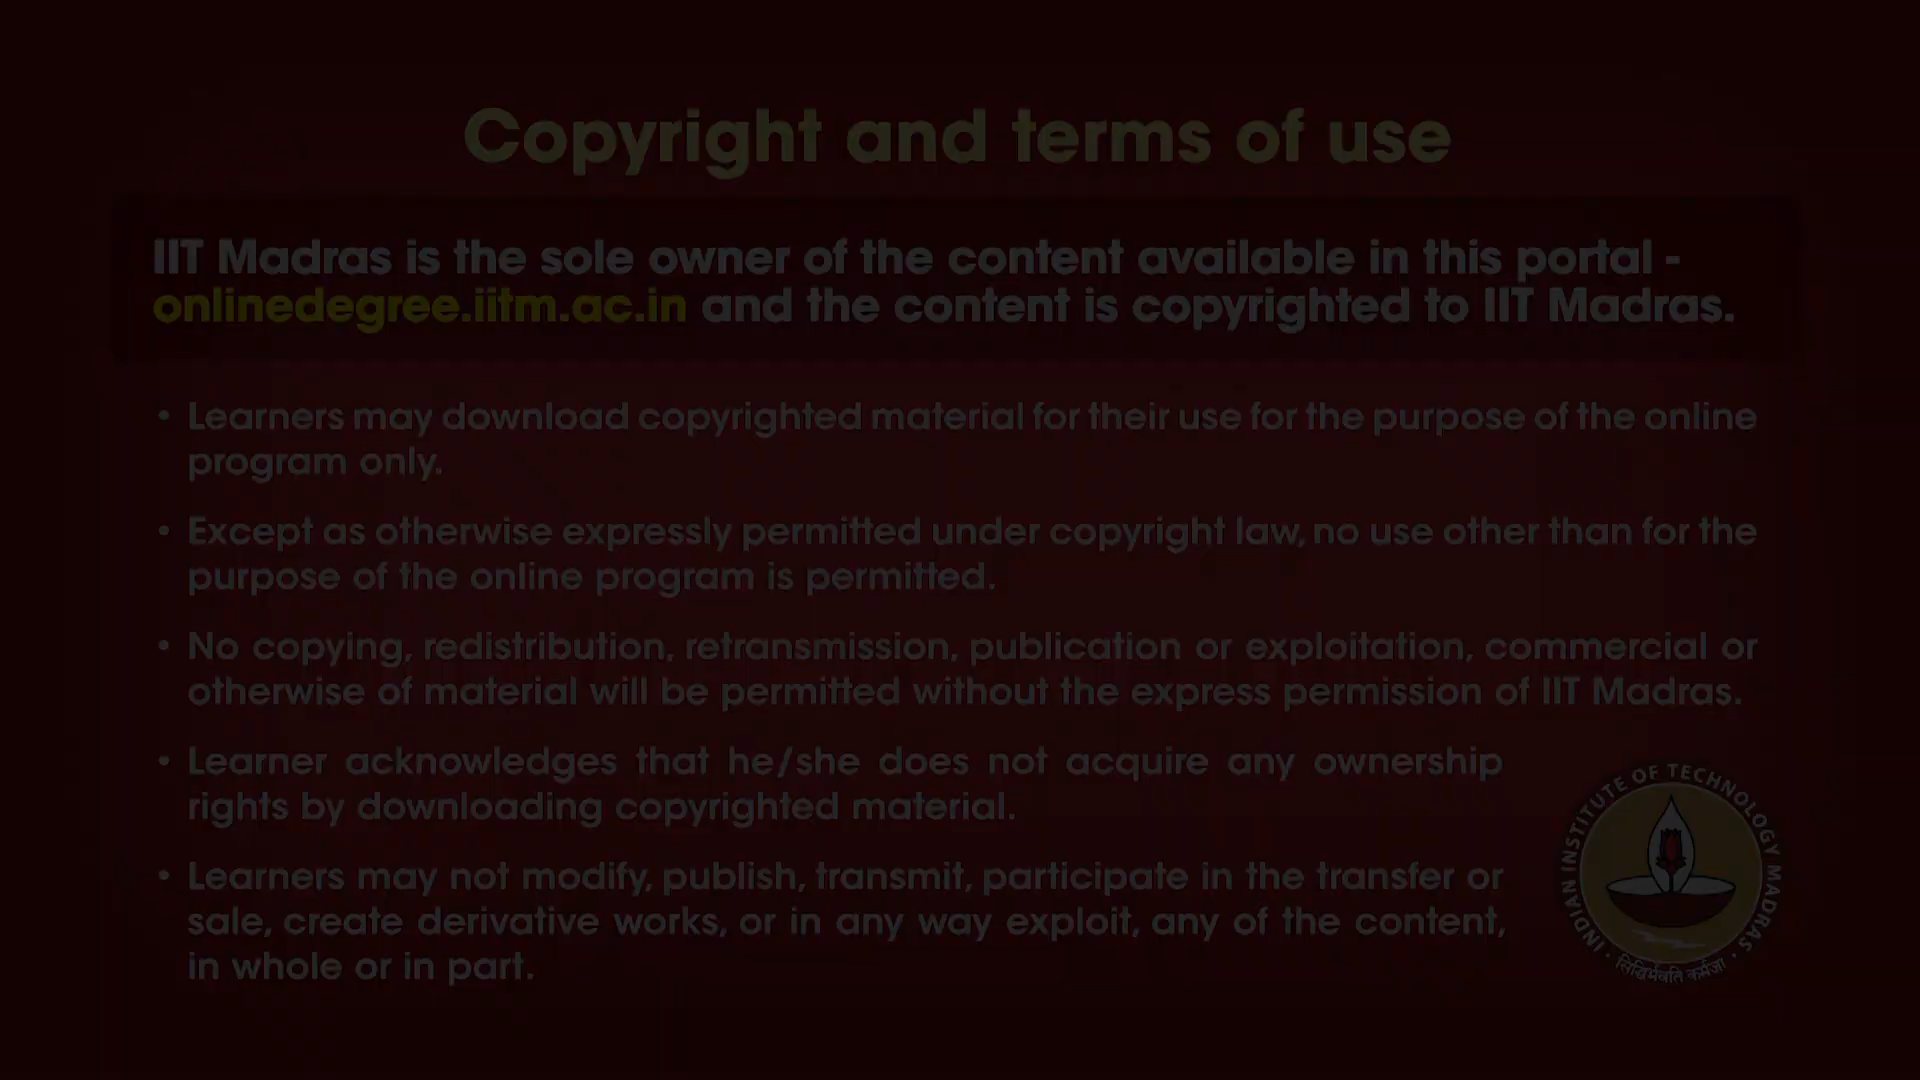 Copyright and terms of use
IIT Madras is the sole owner of the content available in this portal -
onlinedegree.iitm.ac.in and the content is copyrighted to IIT Madras.
• Learners may download copyrighted material for their use for the purpose of the online
program only.
• Except as otherwise expressly permitted under copyright law, no use other than for the
purpose of the online program is permitted.
• No copying, redistribution, retransmission, publication or exploitation, commercial or
otherwise of material will be permitted without the express permission of IIT Madras.
• Learner acknowledges that he/she does not acquire any ownership
rights by downloading copyrighted material.
• Learners may not modify, publish, transmit, participate in the transfer or
sale, create derivative works, or in any way exploit, any of the content,
in whole or in part.
INDIAN INSTITUTE OF TECHNOLOGY MADRAS
सिद्धिर्भवति कर्मजा